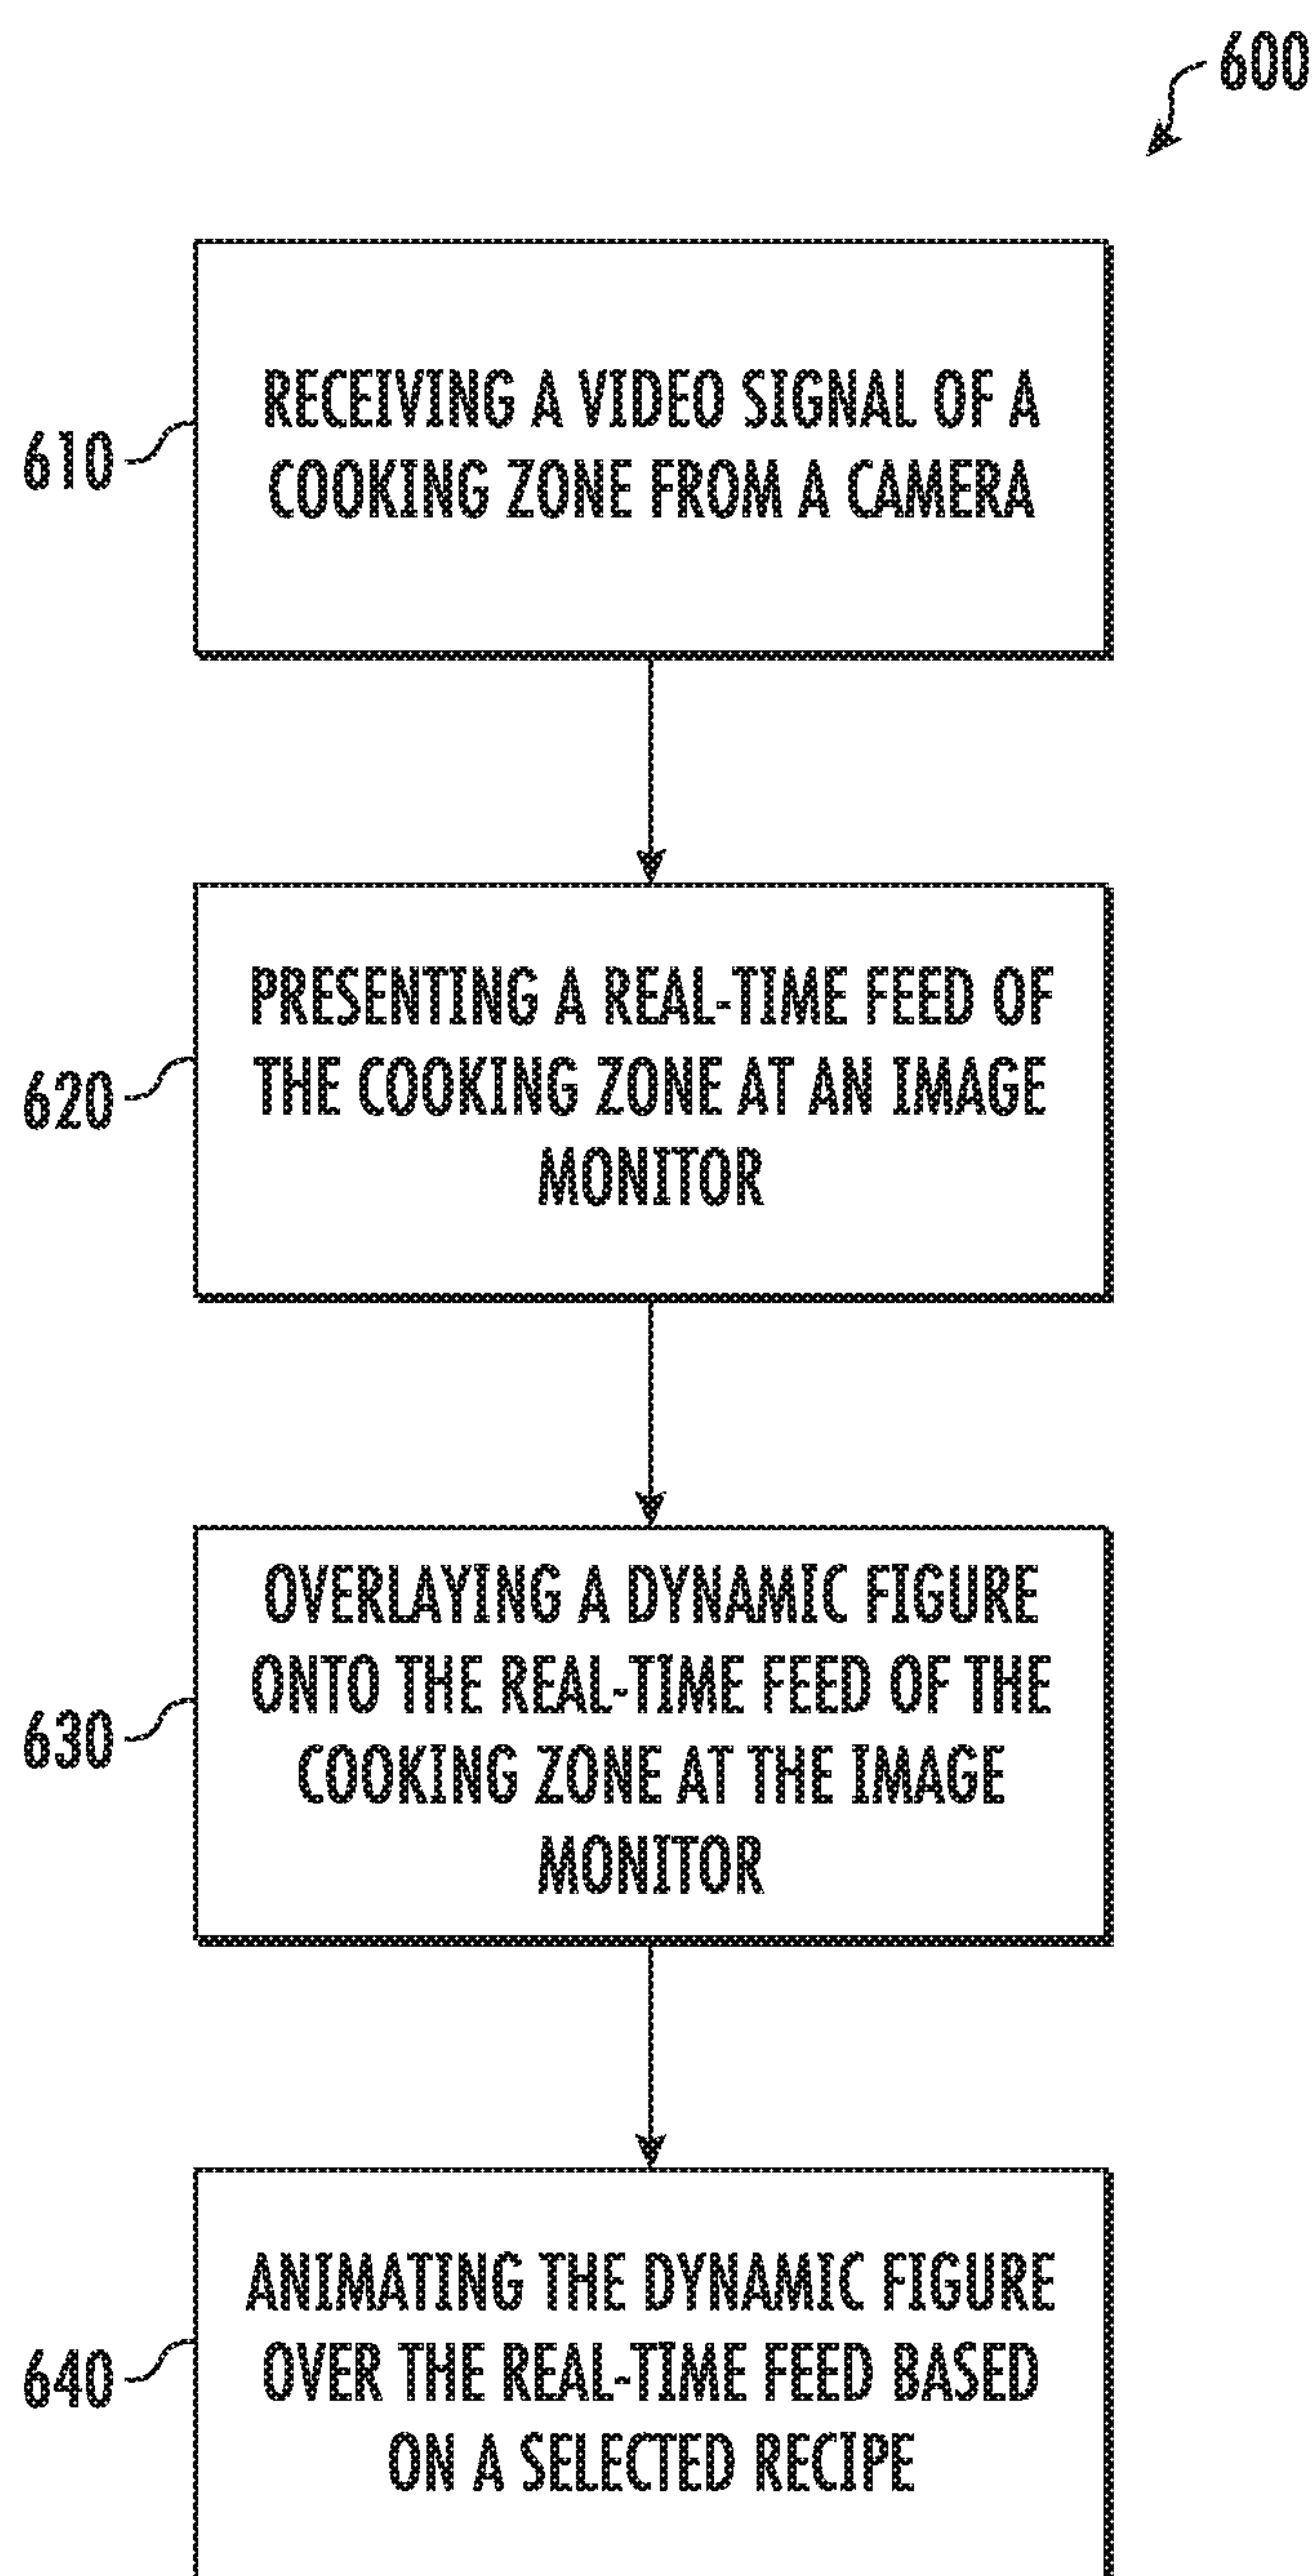 600
610
RECEIVING A VIDEO SIGNAL OF A
COOKING ZONE FROM A CAMERA
620
PRESENTING A REAL-TIME FEED OF
THE COOKING ZONE AT AN IMAGE
MONITOR
630
OVERLAYING A DYNAMIC FIGURE
ONTO THE REAL-TIME FEED OF THE
COOKING ZONE AT THE IMAGE
MONITOR
640
ANIMATING THE DYNAMIC FIGURE
OVER THE REAL-TIME FEED BASED
ON A SELECTED RECIPE